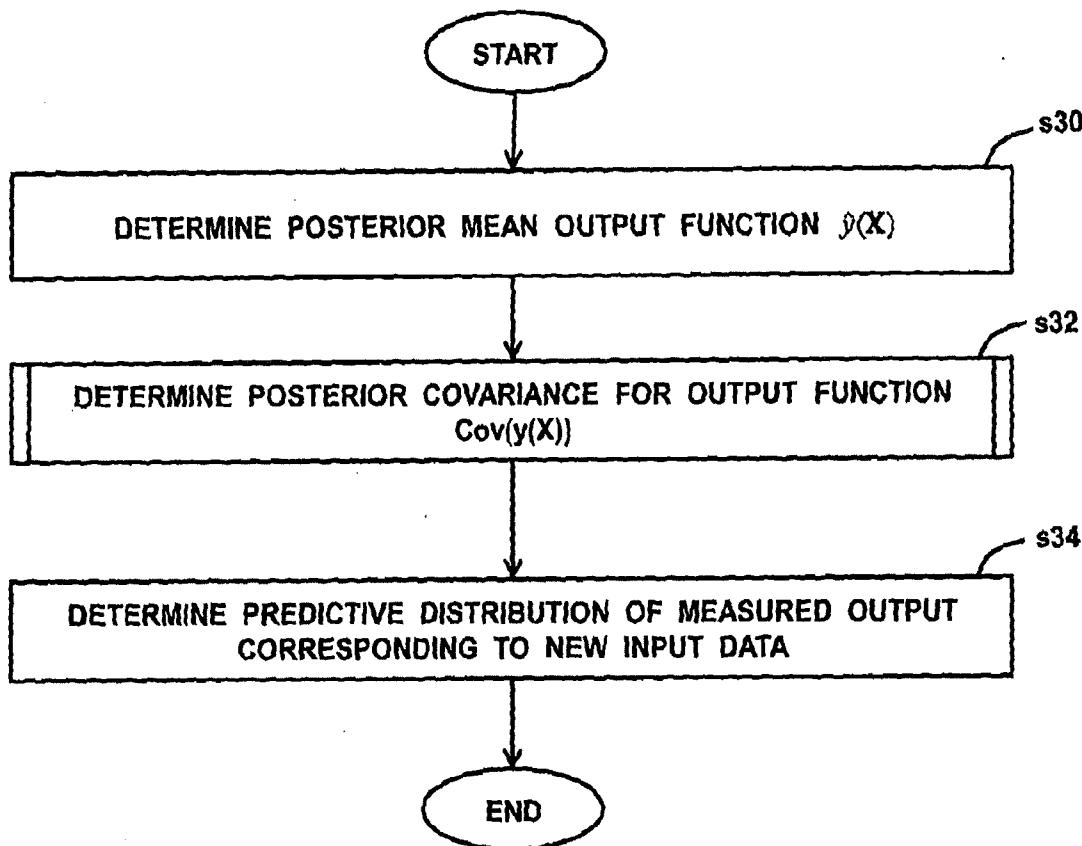 START
s30
DETERMINE POSTERIOR MEAN OUTPUT FUNCTION ŷ(X)
s32
DETERMINE POSTERIOR COVARIANCE FOR OUTPUT FUNCTION
Cov(y(X))
s34
DETERMINE PREDICTIVE DISTRIBUTION OF MEASURED OUTPUT
CORRESPONDING TO NEW INPUT DATA
END